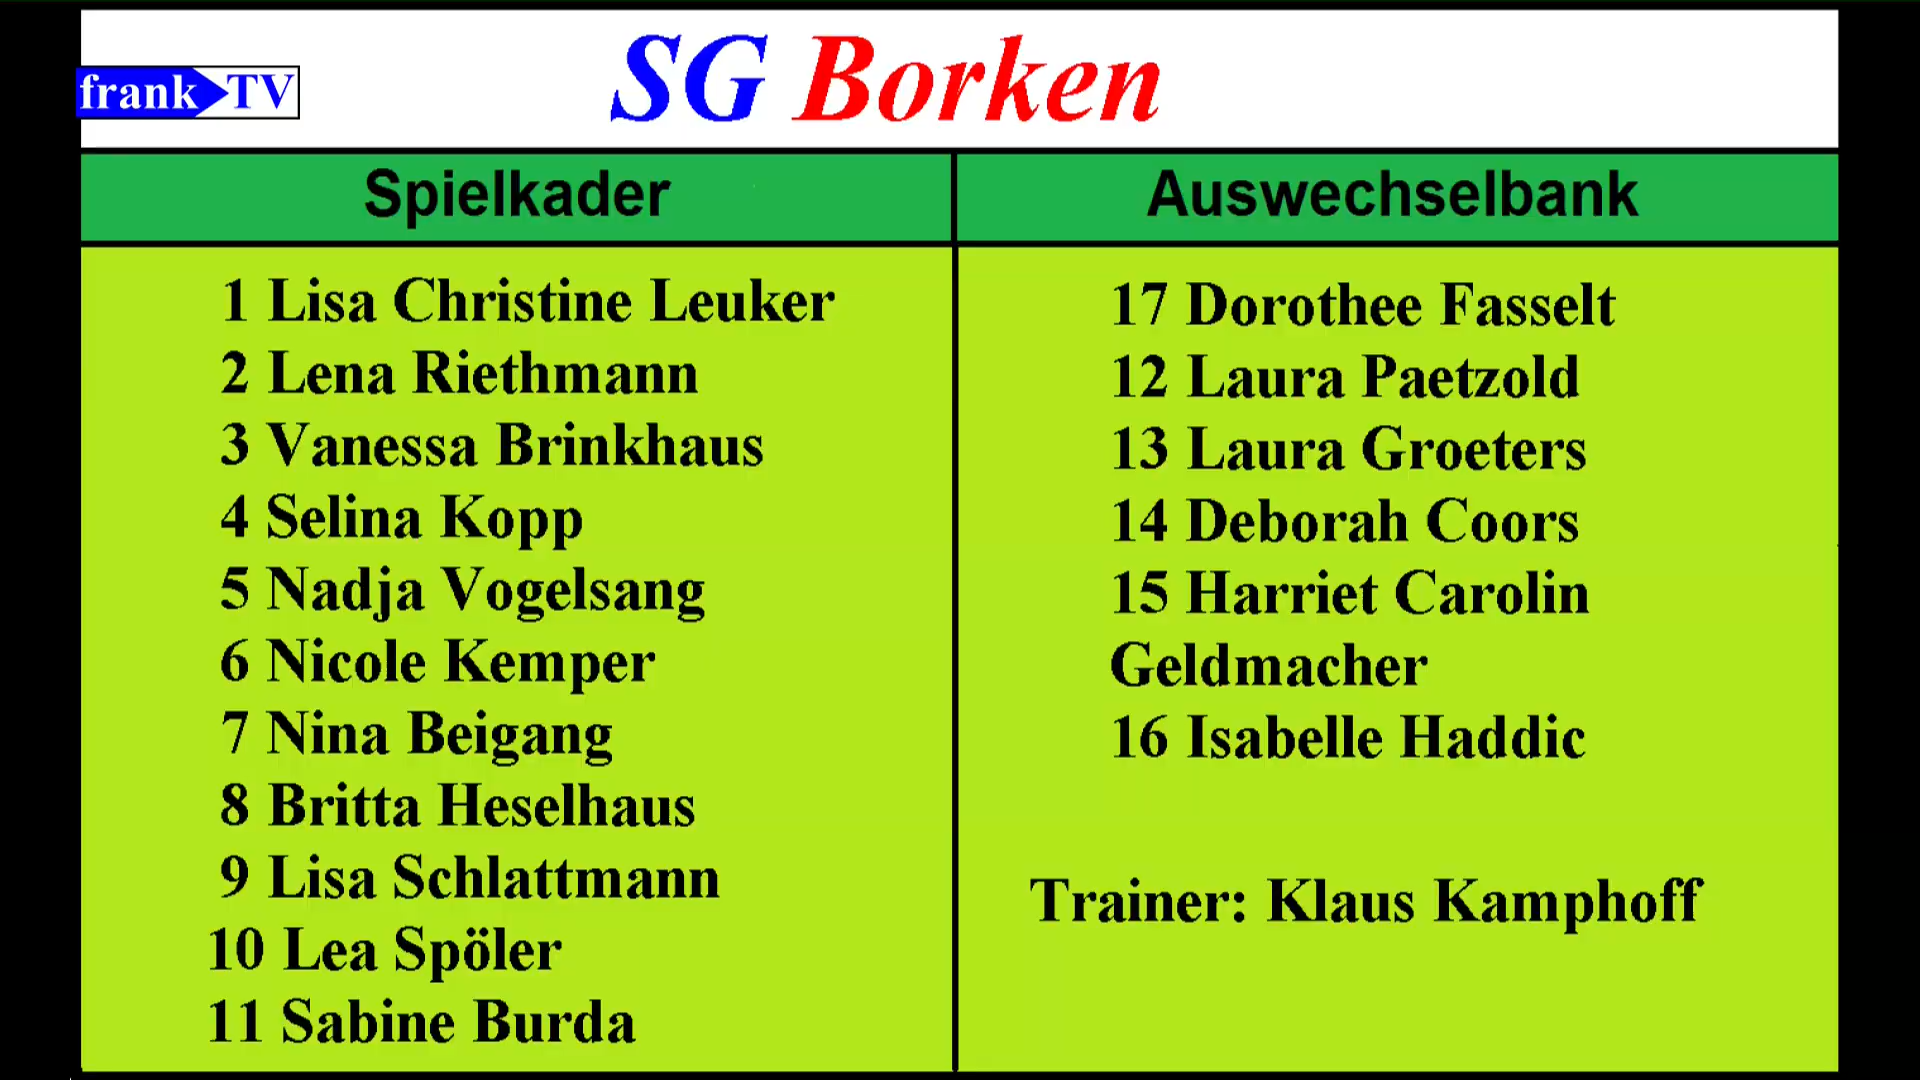 frank TV
SG Borken
Spielkader
Auswechselbank
1 Lisa Christine Leuker
2 Lena Riethmann
3 Vanessa Brinkhaus
4 Selina Kopp
5 Nadja Vogelsang
6 Nicole Kemper
7 Nina Beigang
8 Britta Heselhaus
9 Lisa Schlattmann
10 Lea Spöler
11 Sabine Burda
17 Dorothee Fasselt
12 Laura Paetzold
13 Laura Groeters
14 Deborah Coors
15 Harriet Carolin
Geldmacher
16 Isabelle Haddic
Trainer: Klaus Kamphoff